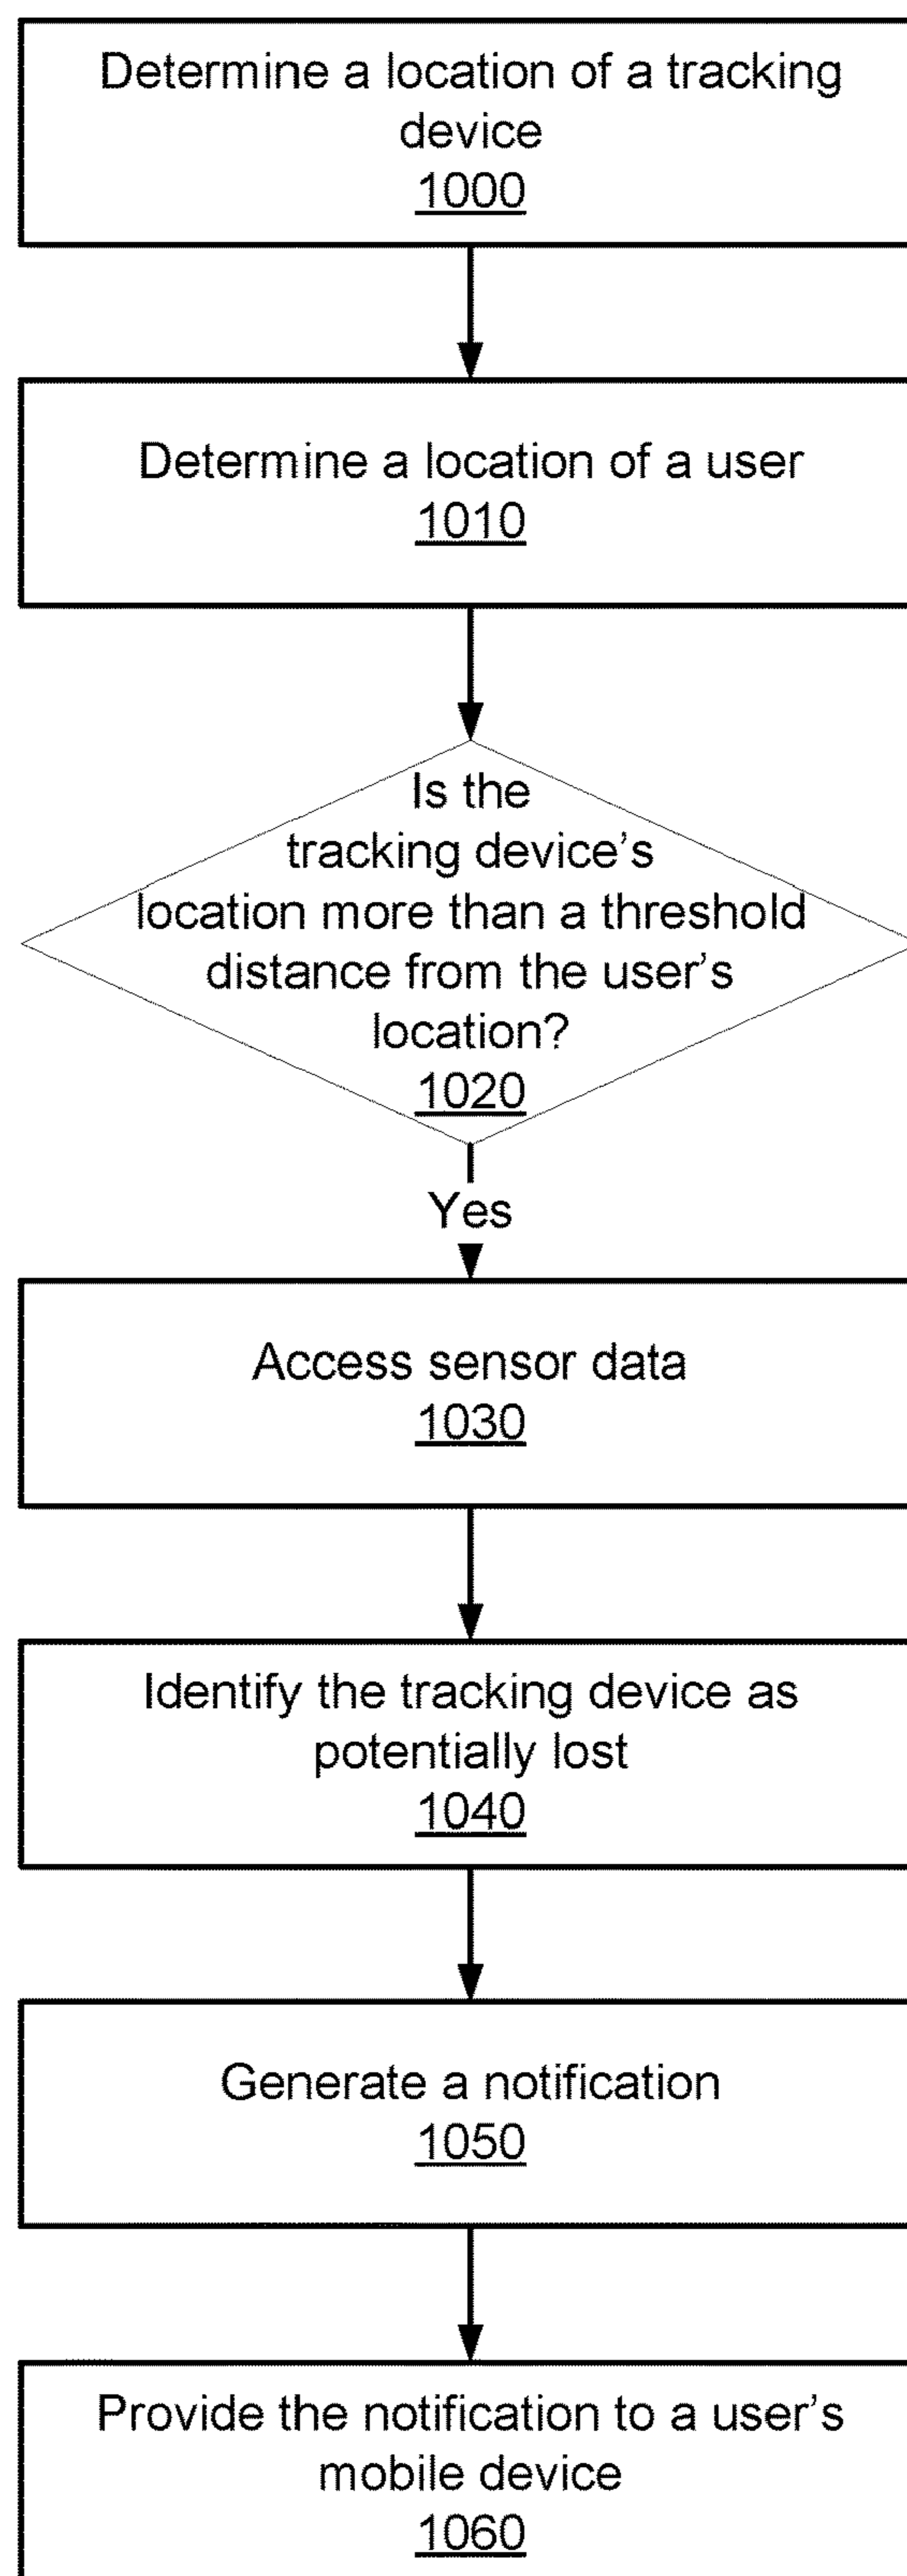 Determine a location of a tracking
device
1000
Determine a location of a user
1010
Is the
tracking device's
location more than a threshold
distance from the user's
location?
1020
Yes
Access sensor data
1030
Identify the tracking device as
potentially lost
1040
Generate a notification
1050
Provide the notification to a user's
mobile device
1060